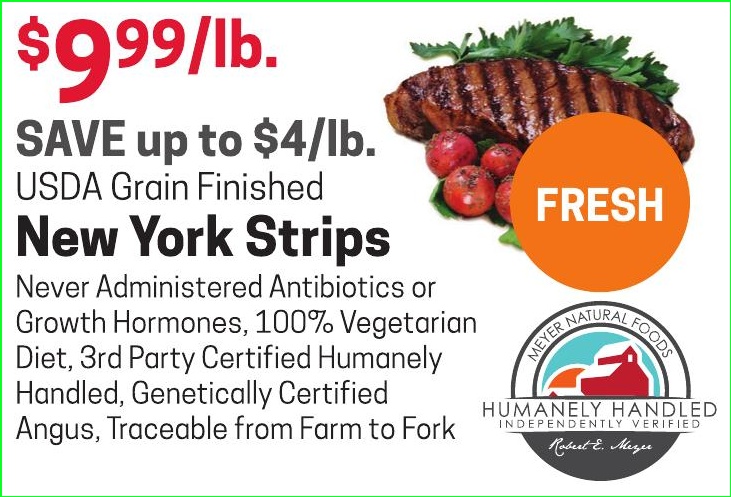 $9.99/lb.
SAVE up to $4/lb.
USDA Grain Finished
New York Strips
Never Administered Antibiotics or
Growth Hormones, 100% Vegetarian
Diet, 3rd Party Certified Humanely
Handled, Genetically Certified
Angus, Traceable from Farm to Fork
FRESH
MEYER NATURAL FOODS
HUMANELY HANDLED
INDEPENDENTLY VERIFIED
Robert E. Meyer